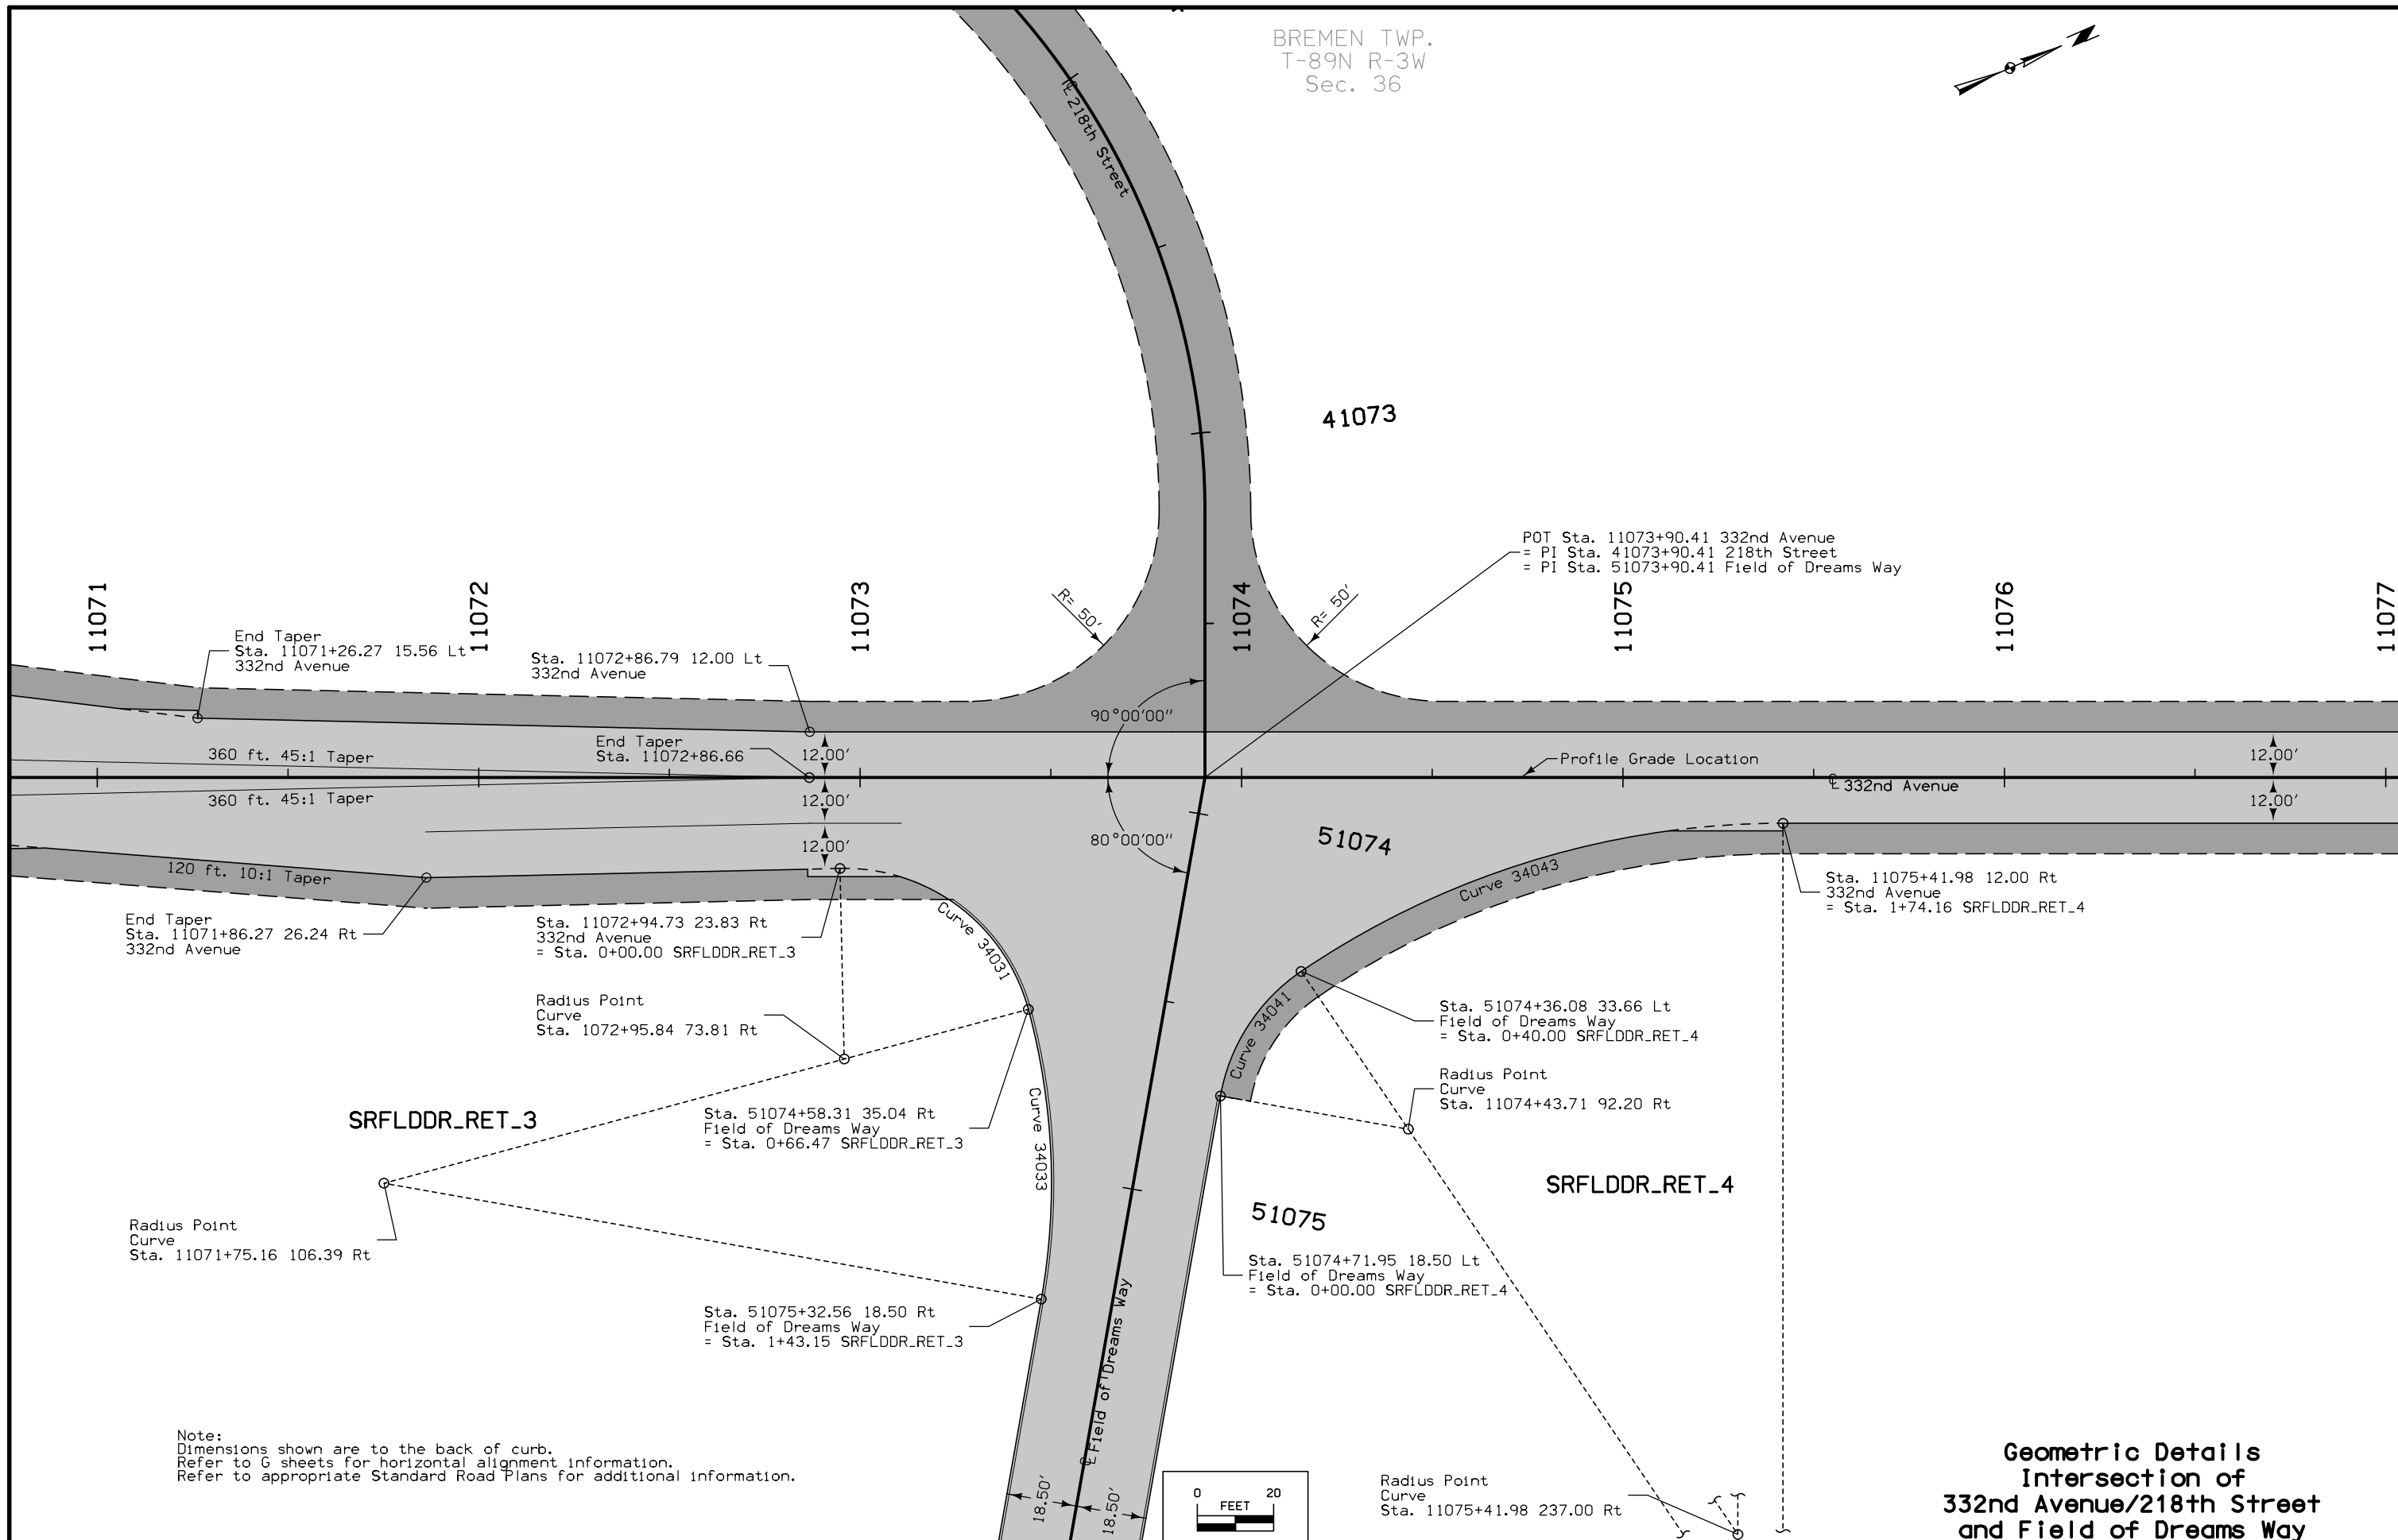 BREMEN TWP.
T-89N R-3W
Sec. 36
℄ 218th Street
41073
POT Sta. 11073+90.41 332nd Avenue
= PI Sta. 41073+90.41 218th Street
= PI Sta. 51073+90.41 Field of Dreams Way
11071
11072
11073
11074
11075
11076
11077
R= 50'
R= 50'
End Taper
Sta. 11071+26.27 15.56 Lt
332nd Avenue
Sta. 11072+86.79 12.00 Lt
332nd Avenue
90°00'00"
End Taper
Sta. 11072+86.66
12.00'
360 ft. 45:1 Taper
Profile Grade Location
12.00'
℄ 332nd Avenue
360 ft. 45:1 Taper
12.00'
12.00'
80°00'00"
51074
12.00'
120 ft. 10:1 Taper
Curve 34043
Sta. 11075+41.98 12.00 Rt
332nd Avenue
= Sta. 1+74.16 SRFLDDR_RET_4
End Taper
Sta. 11071+86.27 26.24 Rt
332nd Avenue
Sta. 11072+94.73 23.83 Rt
332nd Avenue
= Sta. 0+00.00 SRFLDDR_RET_3
Curve 34031
Radius Point
Curve
Sta. 1072+95.84 73.81 Rt
Curve 34041
Sta. 51074+36.08 33.66 Lt
Field of Dreams Way
= Sta. 0+40.00 SRFLDDR_RET_4
Radius Point
Curve
Sta. 11074+43.71 92.20 Rt
SRFLDDR_RET_3
Sta. 51074+58.31 35.04 Rt
Field of Dreams Way
= Sta. 0+66.47 SRFLDDR_RET_3
Curve 34033
SRFLDDR_RET_4
51075
Radius Point
Curve
Sta. 11071+75.16 106.39 Rt
Sta. 51074+71.95 18.50 Lt
Field of Dreams Way
= Sta. 0+00.00 SRFLDDR_RET_4
Sta. 51075+32.56 18.50 Rt
Field of Dreams Way
= Sta. 1+43.15 SRFLDDR_RET_3
℄ Field of Dreams Way
Note:
Dimensions shown are to the back of curb.
Refer to G sheets for horizontal alignment information.
Refer to appropriate Standard Road Plans for additional information.
18.50'
18.50'
0 20
FEET
Radius Point
Curve
Sta. 11075+41.98 237.00 Rt
Geometric Details
Intersection of
332nd Avenue/218th Street
and Field of Dreams Way